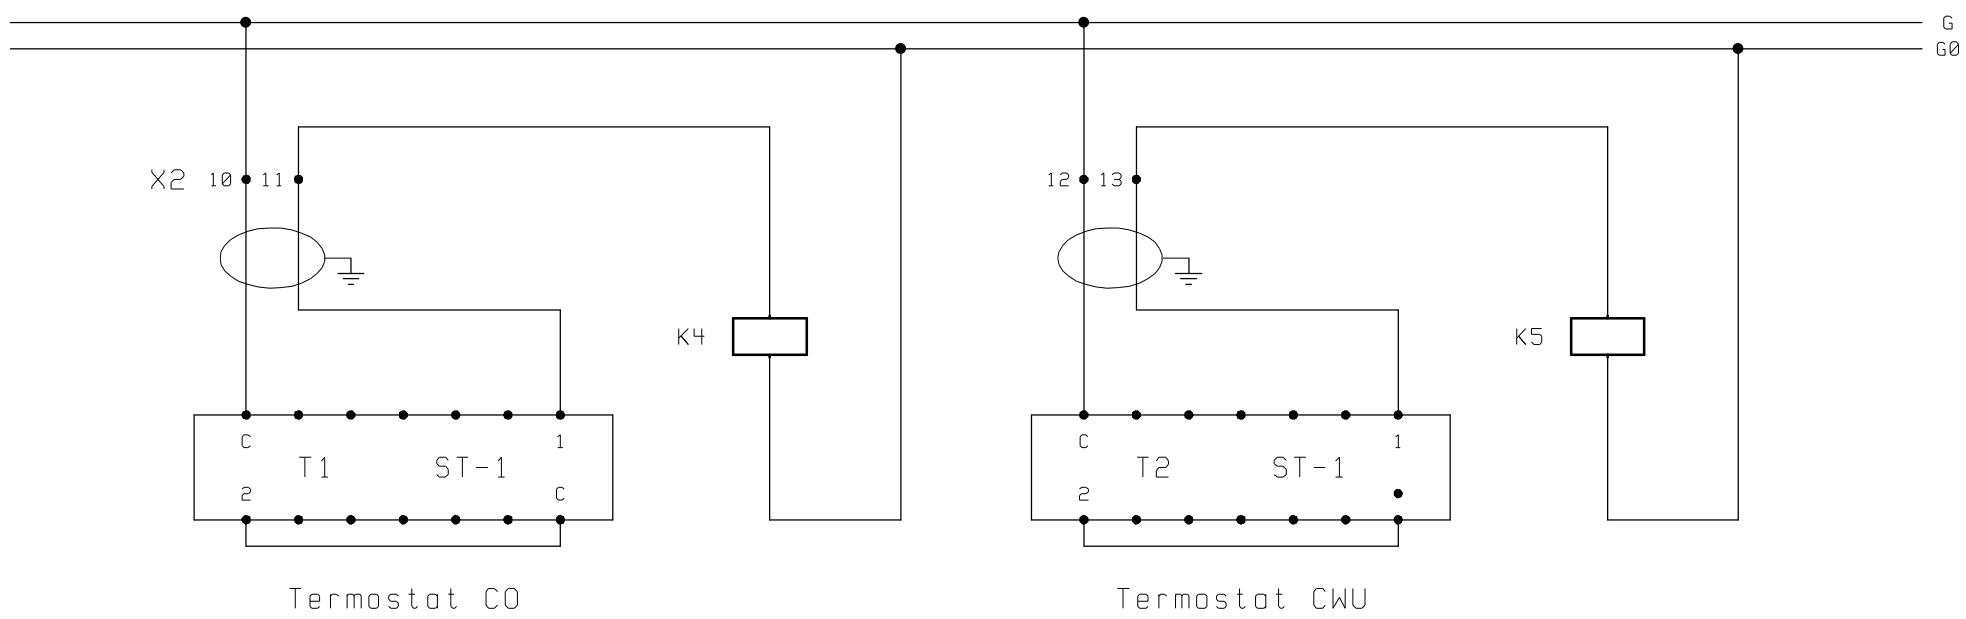 G
G0
X2 10 11 12 13
K4 K5
C 1 C 1
T1 ST-1 T2 ST-1
2 C 2
Termostat CO Termostat CWU